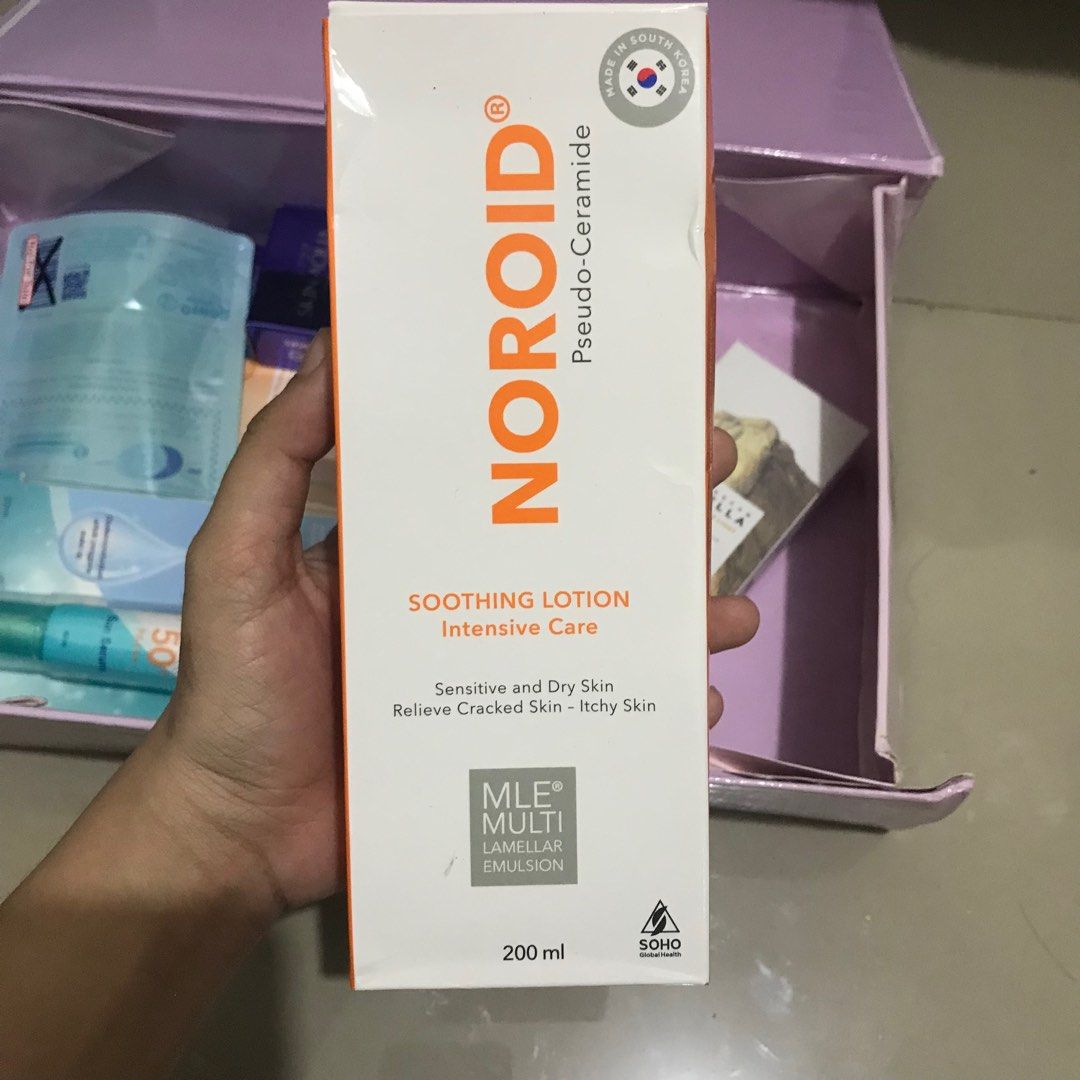 MADE IN SOUTH KOREA
NOROID®
Pseudo-Ceramide
SOOTHING LOTION
Intensive Care
Sensitive and Dry Skin
Relieve Cracked Skin – Itchy Skin
MLE®
MULTI
LAMELLAR
EMULSION
200 ml
SOHO
Global Health
50